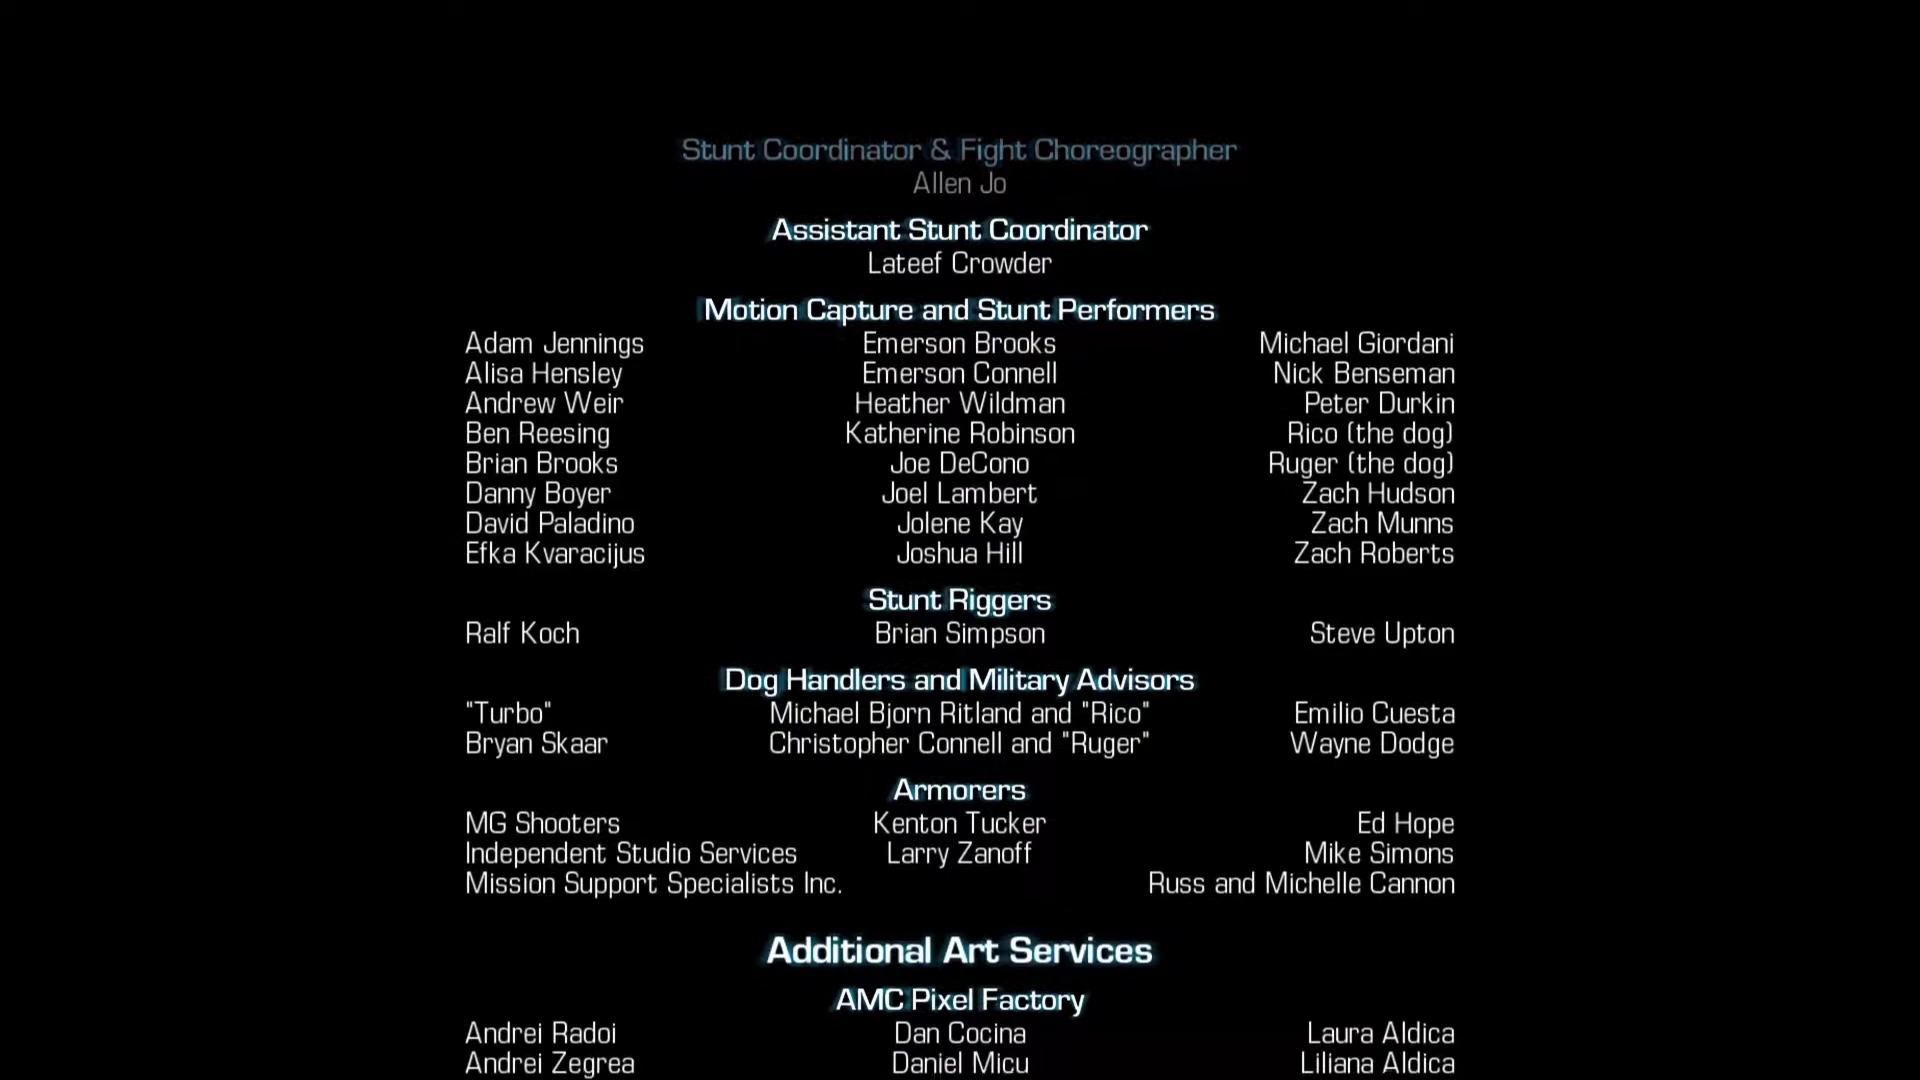 Stunt Coordinator & Fight Choreographer
Allen Jo
Assistant Stunt Coordinator
Lateef Crowder
Motion Capture and Stunt Performers
Adam Jennings Emerson Brooks Michael Giordani
Alisa Hensley Emerson Connell Nick Benseman
Andrew Weir Heather Wildman Peter Durkin
Ben Reesing Katherine Robinson Rico (the dog)
Brian Brooks Joe DeCono Ruger (the dog)
Danny Boyer Joel Lambert Zach Hudson
David Paladino Jolene Kay Zach Munns
Efka Kvaracijus Joshua Hill Zach Roberts
Stunt Riggers
Ralf Koch Brian Simpson Steve Upton
Dog Handlers and Military Advisors
"Turbo" Michael Bjorn Ritland and "Rico" Emilio Cuesta
Bryan Skaar Christopher Connell and "Ruger" Wayne Dodge
Armorers
MG Shooters Kenton Tucker Ed Hope
Independent Studio Services Larry Zanoff Mike Simons
Mission Support Specialists Inc. Russ and Michelle Cannon
Additional Art Services
AMC Pixel Factory
Andrei Radoi Dan Cocina Laura Aldica
Andrei Zegrea Daniel Micu Liliana Aldica